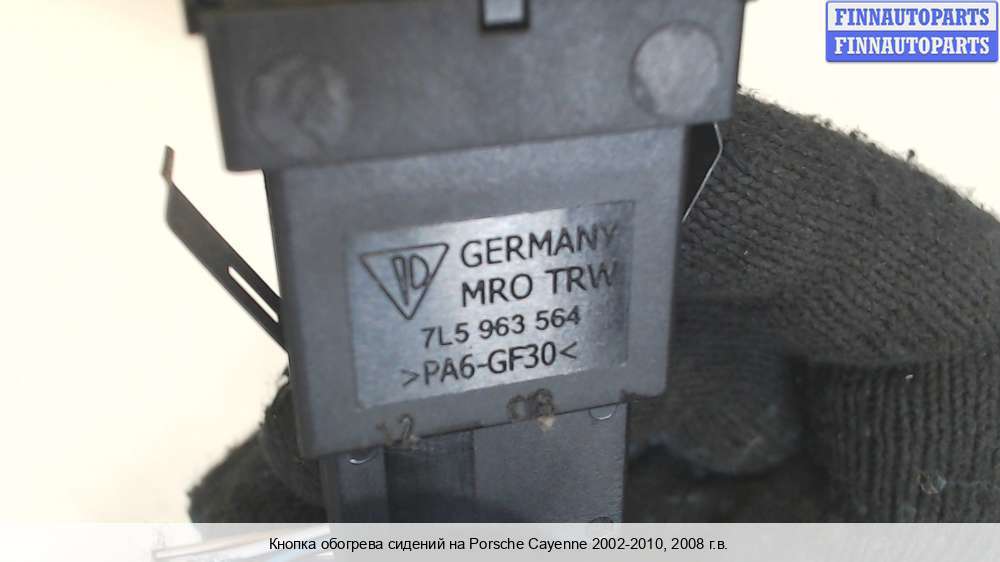 FINNAUTOPARTS
FINNAUTOPARTS
GERMANY
MRO TRW
7L5 963 564
>PA6-GF30<
12 08
Кнопка обогрева сидений на Porsche Cayenne 2002-2010, 2008 г.в.